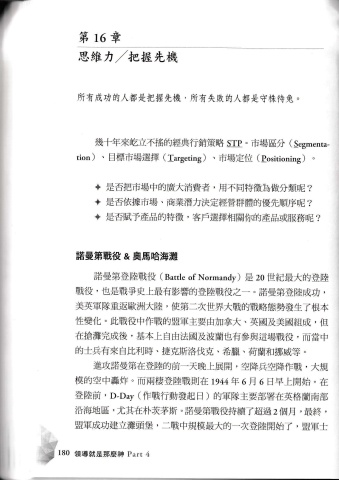 第 16 章
思維力／把握先機
所有成功的人都是把握先機，所有失敗的人都是守株待兔。
幾十年來屹立不搖的經典行銷策略 STP。市場區分（Segmenta-
tion）、目標市場選擇（Targeting）、市場定位（Positioning）。
✦ 是否把市場中的廣大消費者，用不同特徵為做分類呢？
✦ 是否依據市場、商業潛力決定經營群體的優先順序呢？
✦ 是否賦予產品的特徵，客戶選擇相關你的產品或服務呢？
諾曼第戰役 & 奧馬哈海灘
諾曼第登陸戰役（Battle of Normandy）是 20 世紀最大的登陸
戰役，也是戰爭史上最有影響的登陸戰役之一。諾曼第登陸成功，
美英軍隊重返歐洲大陸，使第二次世界大戰的戰略態勢發生了根本
性變化。此戰役中作戰的盟軍主要由加拿大、英國及美國組成，但
在搶灘完成後，基本上自由法國及波蘭也有參與這場戰役，而當中
的士兵有來自比利時、捷克斯洛伐克、希臘、荷蘭和挪威等。
進攻諾曼第在登陸的前一天晚上展開，空降兵空降作戰，大規
模的空中轟炸。而兩棲登陸戰則在 1944 年 6 月 6 日早上開始。在
登陸前，D-Day（作戰行動發起日）的軍隊主要部署在英格蘭南部
沿海地區，尤其在朴茨茅斯。諾曼第戰役持續了超過 2 個月。最終，
盟軍成功建立灘頭堡，二戰中規模最大的一次登陸開始了，盟軍士
180 領導就是那麼神 Part 4